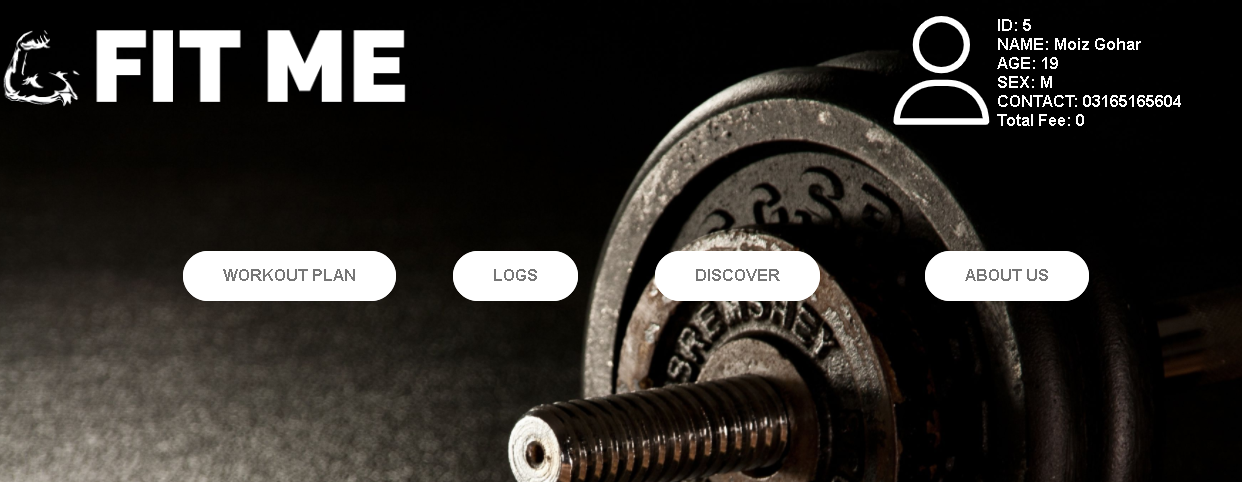 FIT ME
ID: 5
NAME: Moiz Gohar
AGE: 19
SEX: M
CONTACT: 03165165604
Total Fee: 0
WORKOUT PLAN
LOGS
DISCOVER
ABOUT US
BREMSHEY